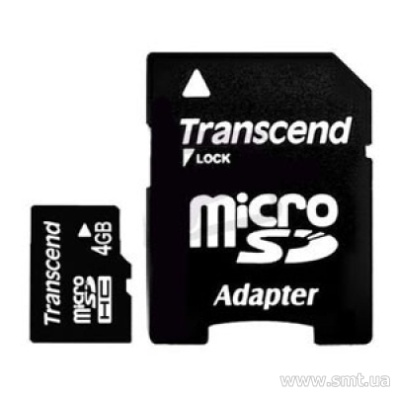 Transcend
LOCK
micro
SD
Adapter
Transcend
4GB
micro
SD
HC
www.smt.ua